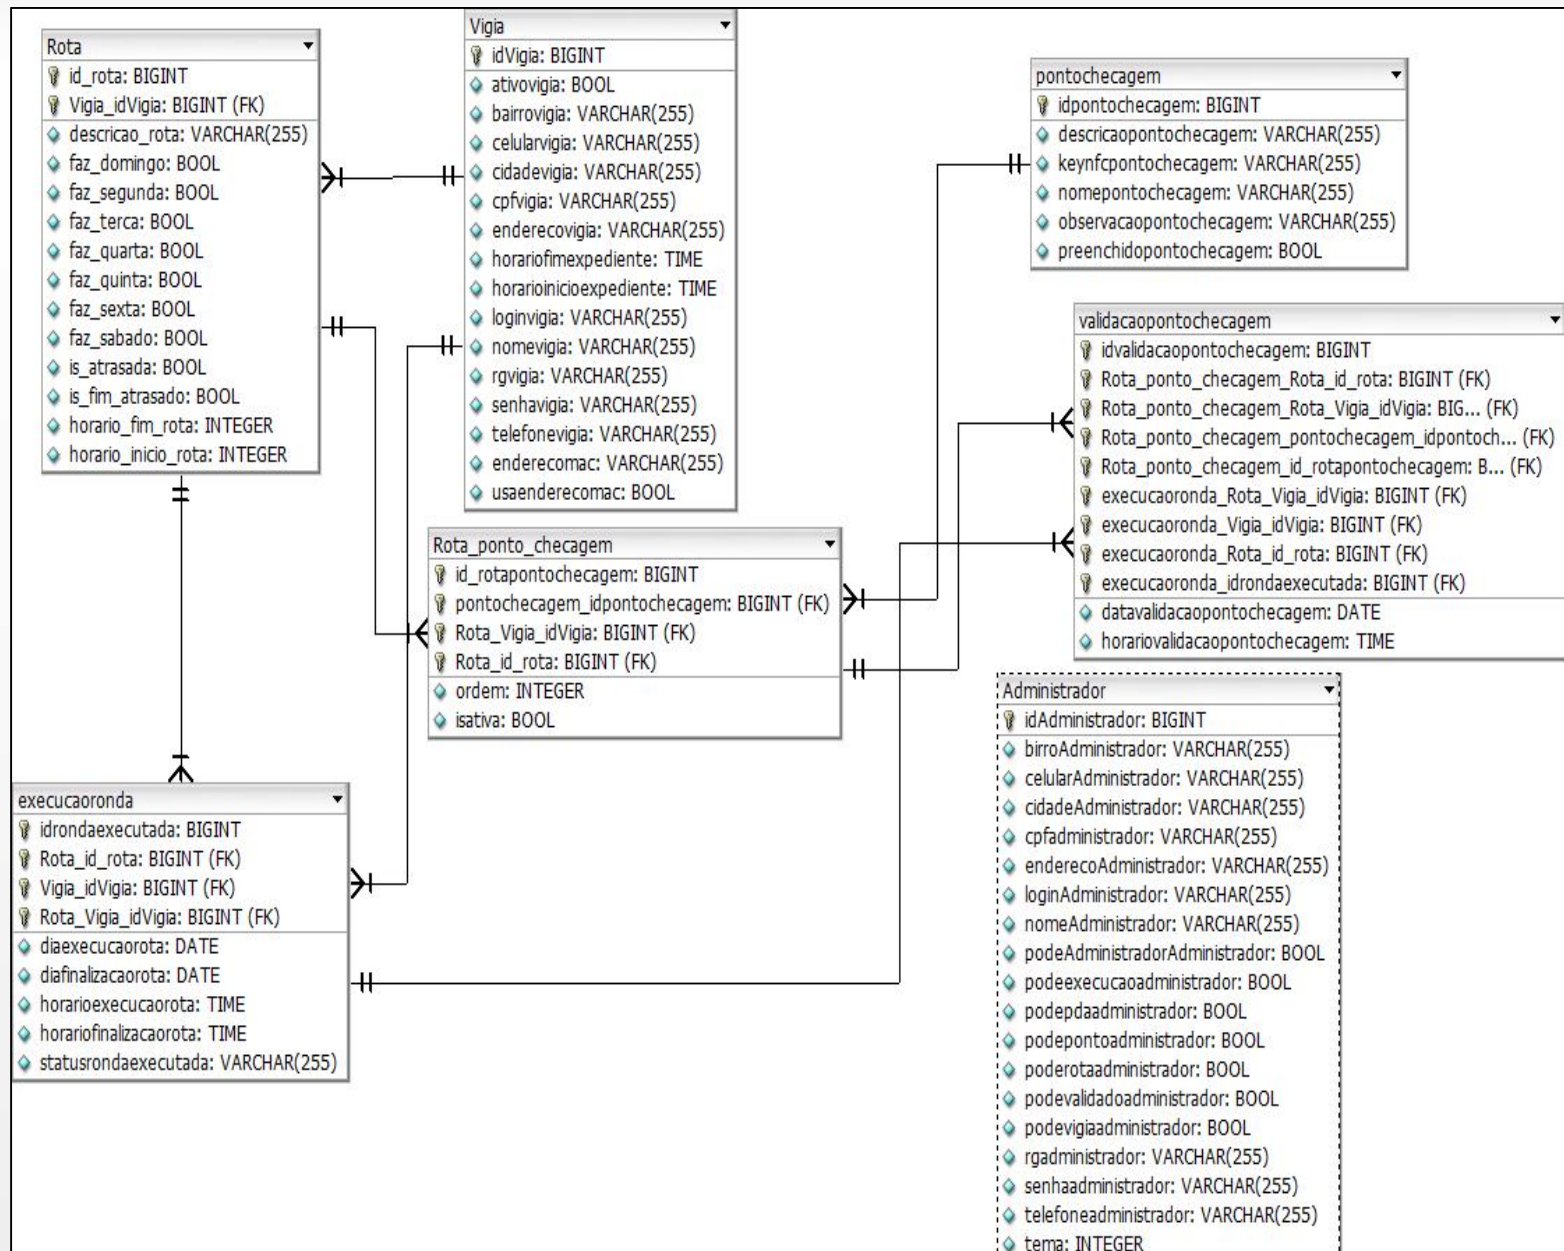 Rota
id_rota: BIGINT
Vigia_idVigia: BIGINT (FK)
descricao_rota: VARCHAR(255)
faz_domingo: BOOL
faz_segunda: BOOL
faz_terca: BOOL
faz_quarta: BOOL
faz_quinta: BOOL
faz_sexta: BOOL
faz_sabado: BOOL
is_atrasada: BOOL
is_fim_atrasado: BOOL
horario_fim_rota: INTEGER
horario_inicio_rota: INTEGER
Vigia
idVigia: BIGINT
ativovigia: BOOL
bairrovigia: VARCHAR(255)
celularvigia: VARCHAR(255)
cidadevigia: VARCHAR(255)
cpfvigia: VARCHAR(255)
enderecovigia: VARCHAR(255)
horariofimexpediente: TIME
horarioinicioexpediente: TIME
loginvigia: VARCHAR(255)
nomevigia: VARCHAR(255)
rgvigia: VARCHAR(255)
senhavigia: VARCHAR(255)
telefonevigia: VARCHAR(255)
enderecomac: VARCHAR(255)
usaenderecomac: BOOL
pontochecagem
idpontochecagem: BIGINT
descricaopontochecagem: VARCHAR(255)
keynfcpontochecagem: VARCHAR(255)
nomepontochecagem: VARCHAR(255)
observacaopontochecagem: VARCHAR(255)
preenchidopontochecagem: BOOL
validacaopontochecagem
idvalidacaopontochecagem: BIGINT
Rota_ponto_checagem_Rota_id_rota: BIGINT (FK)
Rota_ponto_checagem_Rota_Vigia_idVigia: BIG... (FK)
Rota_ponto_checagem_pontochecagem_idpontoch... (FK)
Rota_ponto_checagem_id_rotapontochecagem: B... (FK)
execucaoronda_Rota_Vigia_idVigia: BIGINT (FK)
execucaoronda_Vigia_idVigia: BIGINT (FK)
execucaoronda_Rota_id_rota: BIGINT (FK)
execucaoronda_idrondaexecutada: BIGINT (FK)
datavalidacaopontochecagem: DATE
horariovalidacaopontochecagem: TIME
Rota_ponto_checagem
id_rotapontochecagem: BIGINT
pontochecagem_idpontochecagem: BIGINT (FK)
Rota_Vigia_idVigia: BIGINT (FK)
Rota_id_rota: BIGINT (FK)
ordem: INTEGER
isativa: BOOL
execucaoronda
idrondaexecutada: BIGINT
Rota_id_rota: BIGINT (FK)
Vigia_idVigia: BIGINT (FK)
Rota_Vigia_idVigia: BIGINT (FK)
diaexecucaorota: DATE
diafinalizacaorota: DATE
horarioexecucaorota: TIME
horariofinalizacaorota: TIME
statusrondaexecutada: VARCHAR(255)
Administrador
idAdministrador: BIGINT
birroAdministrador: VARCHAR(255)
celularAdministrador: VARCHAR(255)
cidadeAdministrador: VARCHAR(255)
cpfadministrador: VARCHAR(255)
enderecoAdministrador: VARCHAR(255)
loginAdministrador: VARCHAR(255)
nomeAdministrador: VARCHAR(255)
podeAdministradorAdministrador: BOOL
podeexecucaoadministrador: BOOL
podepdaadministrador: BOOL
podepontoadministrador: BOOL
poderotaadministrador: BOOL
podevalidadoadministrador: BOOL
podevigiaadministrador: BOOL
rgadministrador: VARCHAR(255)
senhaadministrador: VARCHAR(255)
telefoneadministrador: VARCHAR(255)
tema: INTEGER